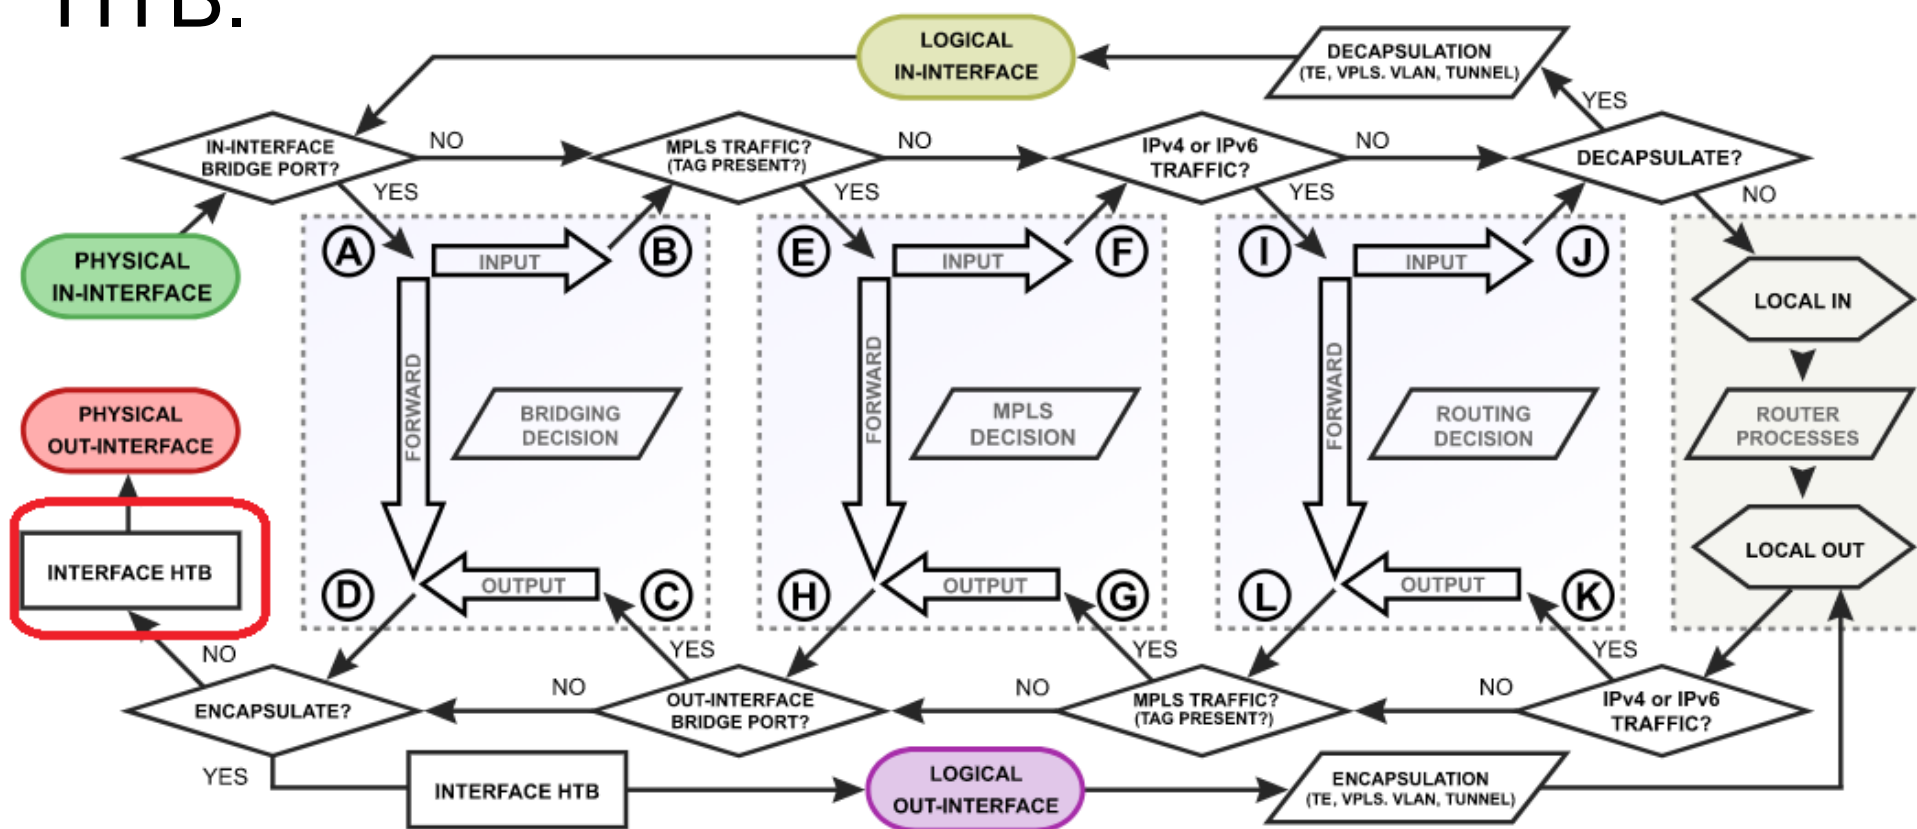 HTB.
LOGICAL
IN-INTERFACE
DECAPSULATION
(TE, VPLS. VLAN, TUNNEL)
YES
IN-INTERFACE
BRIDGE PORT?
NO
MPLS TRAFFIC?
(TAG PRESENT?)
NO
IPv4 or IPv6
TRAFFIC?
NO
DECAPSULATE?
YES
YES
YES
NO
PHYSICAL
IN-INTERFACE
A
INPUT
B
E
INPUT
F
I
INPUT
J
LOCAL IN
PHYSICAL
OUT-INTERFACE
FORWARD
BRIDGING
DECISION
FORWARD
MPLS
DECISION
FORWARD
ROUTING
DECISION
ROUTER
PROCESSES
INTERFACE HTB
D
OUTPUT
C
H
OUTPUT
G
L
OUTPUT
K
LOCAL OUT
NO
YES
YES
YES
ENCAPSULATE?
NO
OUT-INTERFACE
BRIDGE PORT?
NO
MPLS TRAFFIC?
(TAG PRESENT?)
NO
IPv4 or IPv6
TRAFFIC?
YES
INTERFACE HTB
LOGICAL
OUT-INTERFACE
ENCAPSULATION
(TE, VPLS. VLAN, TUNNEL)